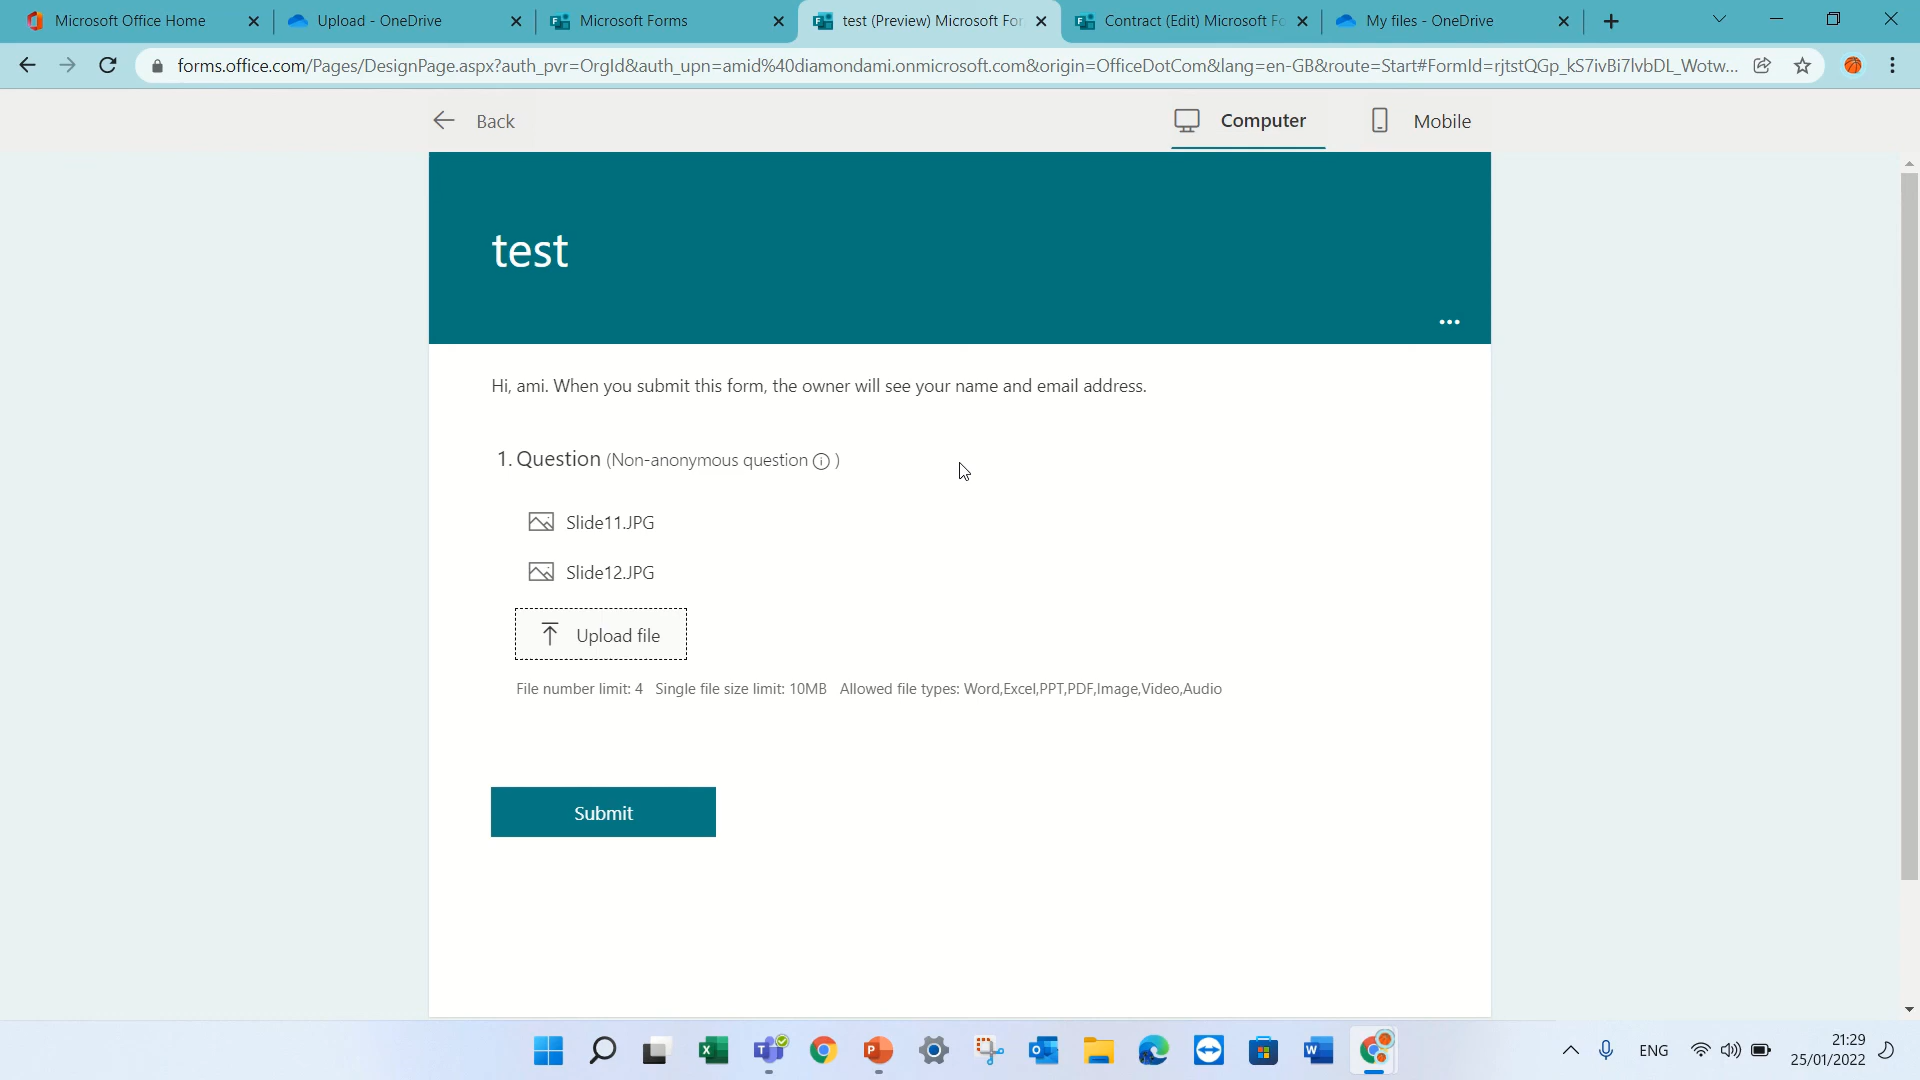 Microsoft Office Home
Upload - OneDrive
Microsoft Forms
test (Preview) Microsoft For
Contract (Edit) Microsoft Fo
My files - OneDrive
forms.office.com/Pages/DesignPage.aspx?auth_pvr=OrgId&auth_upn=amid%40diamondami.onmicrosoft.com&origin=OfficeDotCom&lang=en-GB&route=Start#FormId=rjtstQGp_kS7ivBi7lvbDL_Wotw...
Back
Computer
Mobile
test
Hi, ami. When you submit this form, the owner will see your name and email address.
1. Question (Non-anonymous question )
Slide11.JPG
Slide12.JPG
Upload file
File number limit: 4 Single file size limit: 10MB Allowed file types: Word,Excel,PPT,PDF,Image,Video,Audio
Submit
ENG
21:29
25/01/2022